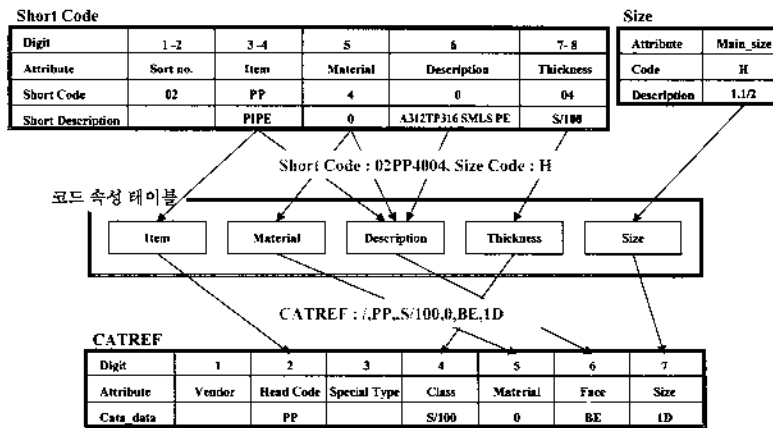 Short Code
Size
Digit 1-2 3-4 5 6 7-8
Attribute Sort no. Item Material Description Thickness
Short Code 02 PP 4 0 04
Short Description PIPE 0 A312TP316 SMLS PE S/100
Attribute Main_size
Code H
Description 1.1/2
Short Code : 02PP4004, Size Code : H
코드 속성 테이블
Item Material Description Thickness Size
CATREF : /,PP,,S/100,0,BE,1D
CATREF
Digit 1 2 3 4 5 6 7
Attribute Vendor Head Code Special Type Class Material Face Size
Cata_data PP S/100 0 BE 1D